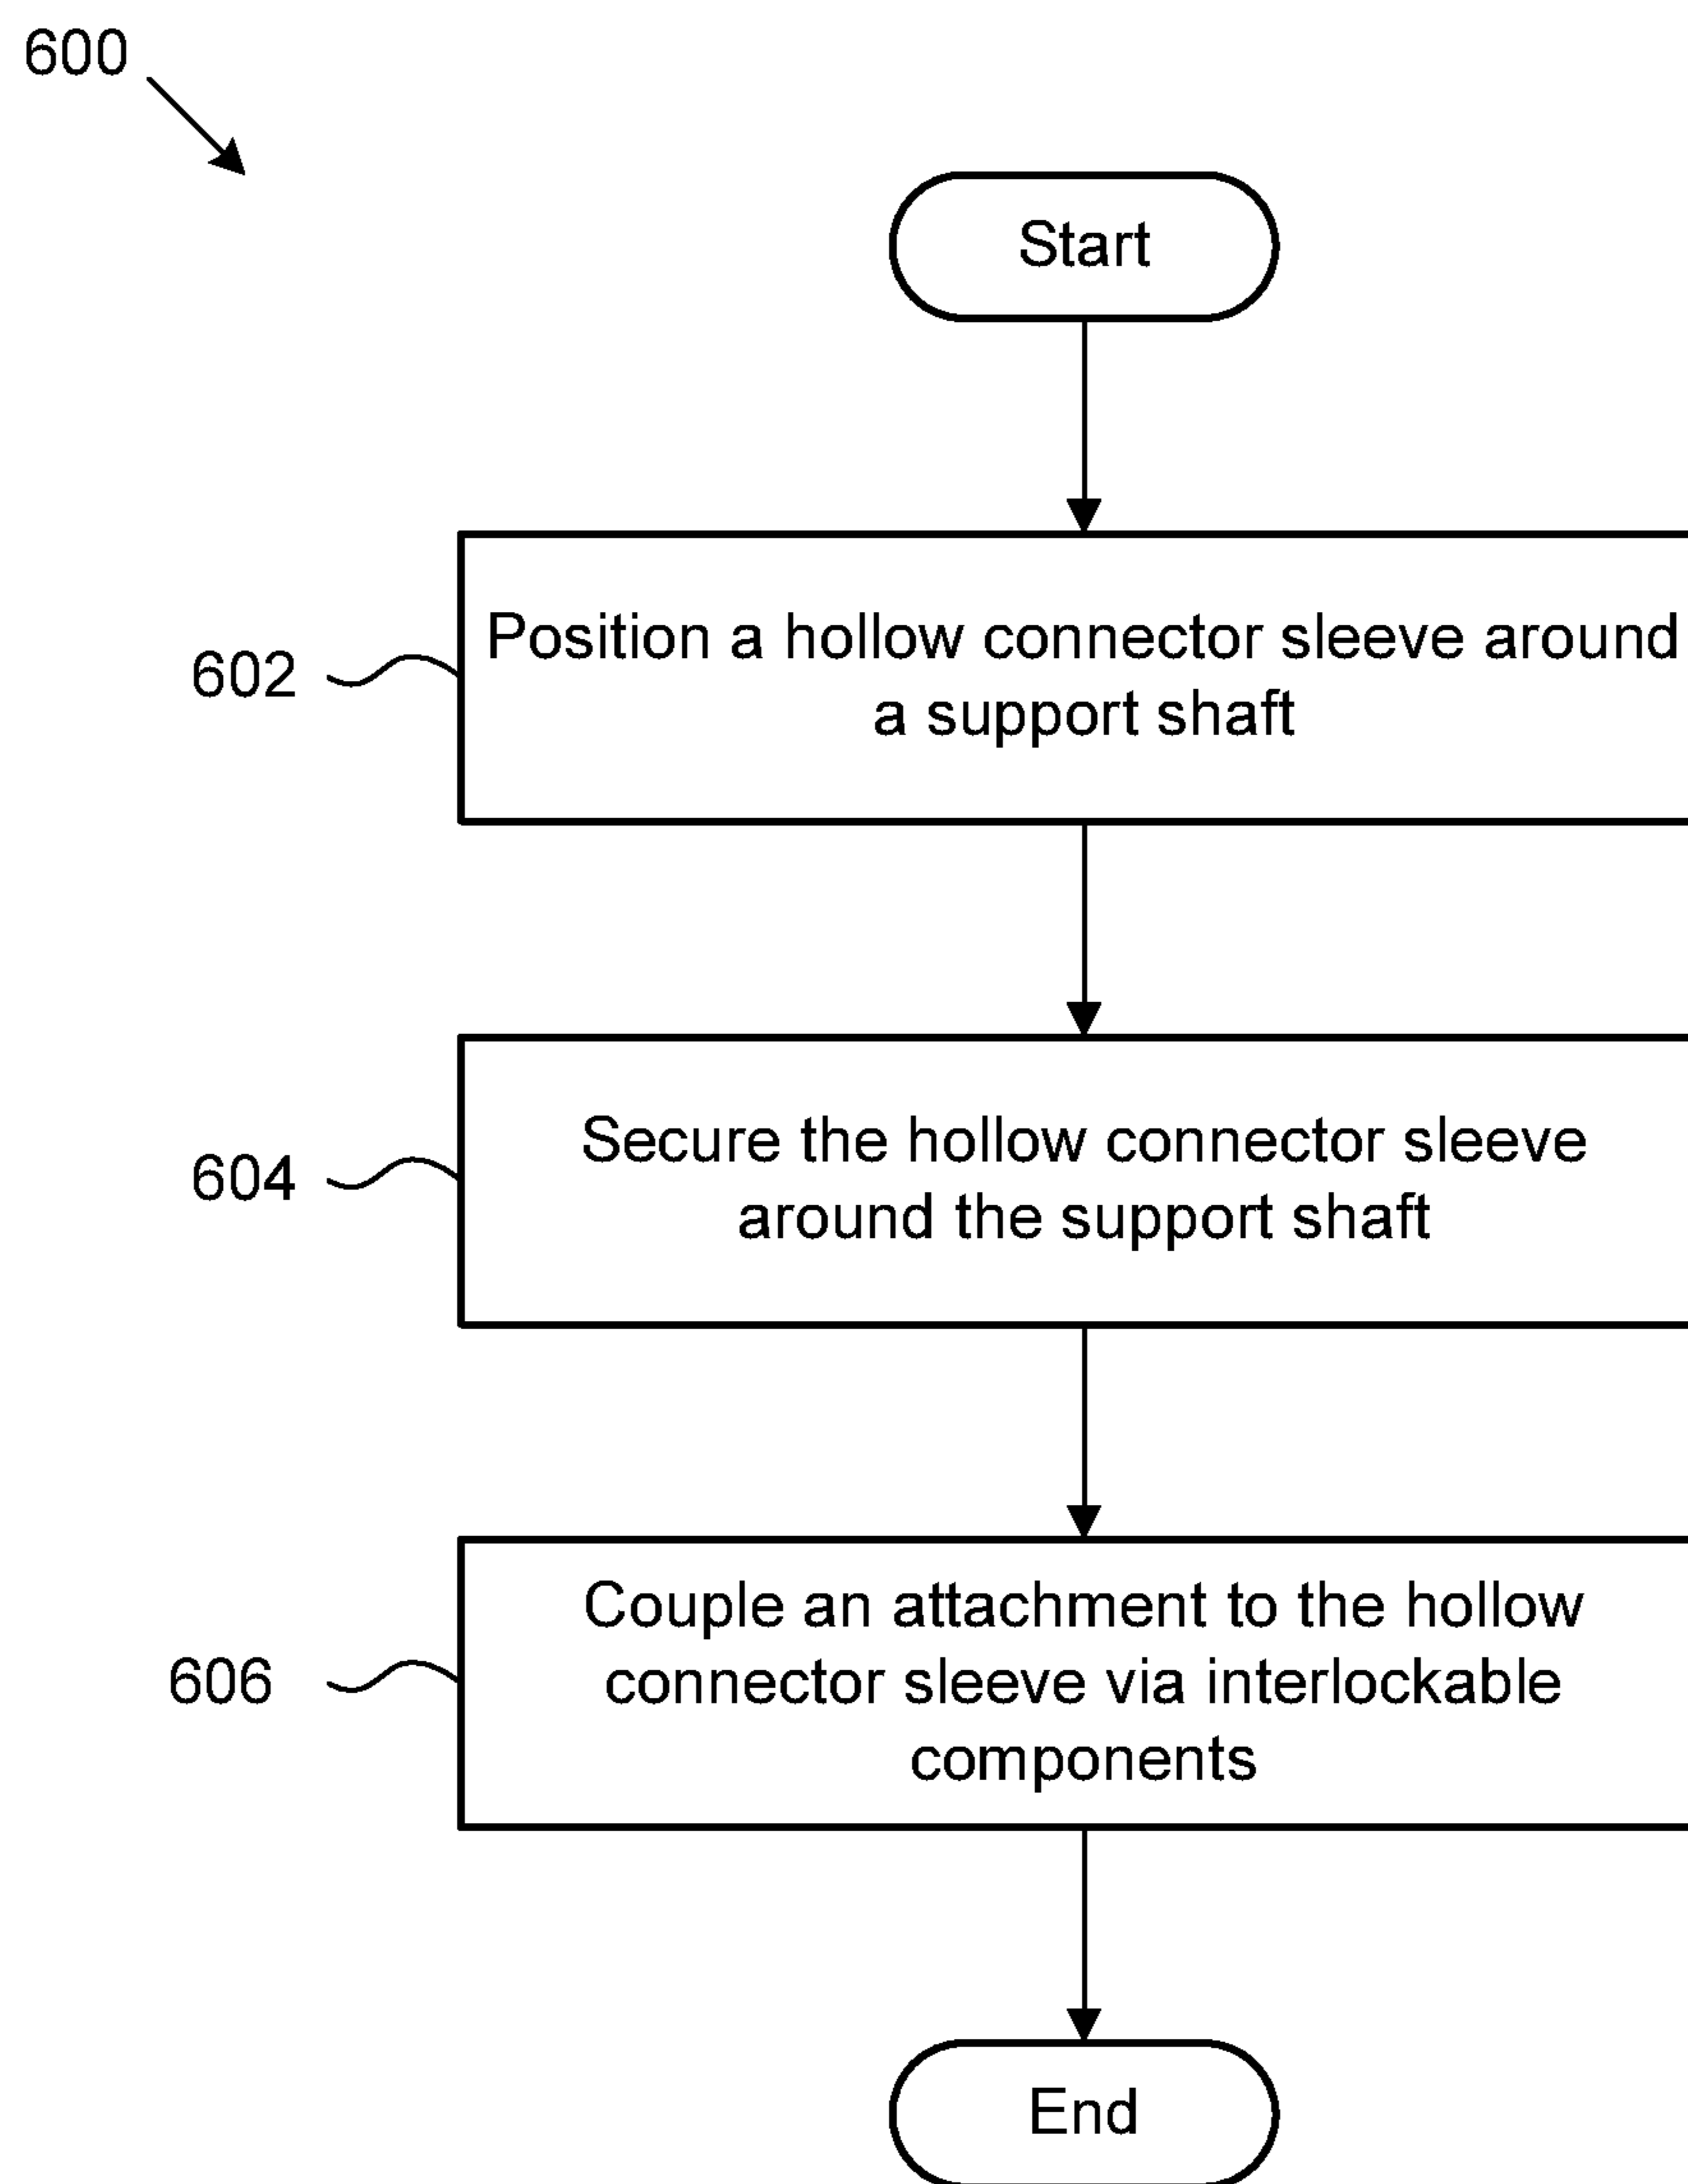 600
Start
602
Position a hollow connector sleeve around
a support shaft
604
Secure the hollow connector sleeve
around the support shaft
606
Couple an attachment to the hollow
connector sleeve via interlockable
components
End